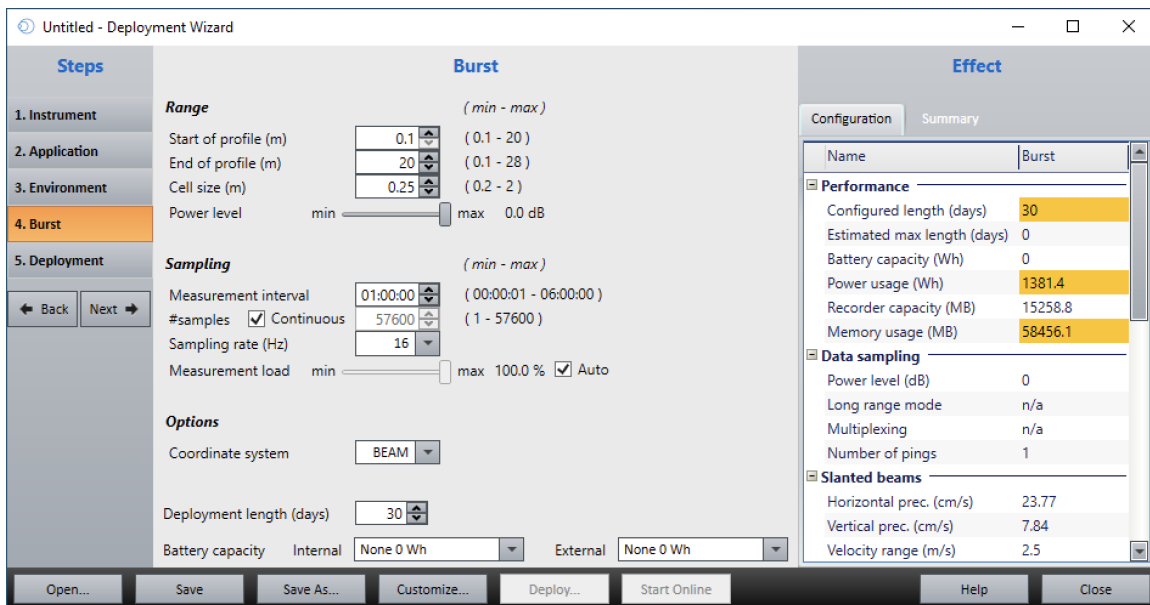 Untitled - Deployment Wizard
Steps
1. Instrument
2. Application
3. Environment
4. Burst
5. Deployment
Back Next
Burst
Range ( min - max )
Start of profile (m) 0.1 ( 0.1 - 20 )
End of profile (m) 20 ( 0.1 - 28 )
Cell size (m) 0.25 ( 0.2 - 2 )
Power level min max 0.0 dB
Sampling ( min - max )
Measurement interval 01:00:00 ( 00:00:01 - 06:00:00 )
#samples Continuous 57600 ( 1 - 57600 )
Sampling rate (Hz) 16
Measurement load min max 100.0 % Auto
Options
Coordinate system BEAM
Deployment length (days) 30
Battery capacity Internal None 0 Wh External None 0 Wh
Effect
Configuration Summary
Name Burst
Performance
Configured length (days) 30
Estimated max length (days) 0
Battery capacity (Wh) 0
Power usage (Wh) 1381.4
Recorder capacity (MB) 15258.8
Memory usage (MB) 58456.1
Data sampling
Power level (dB) 0
Long range mode n/a
Multiplexing n/a
Number of pings 1
Slanted beams
Horizontal prec. (cm/s) 23.77
Vertical prec. (cm/s) 7.84
Velocity range (m/s) 2.5
Open... Save Save As... Customize... Deploy... Start Online Help Close